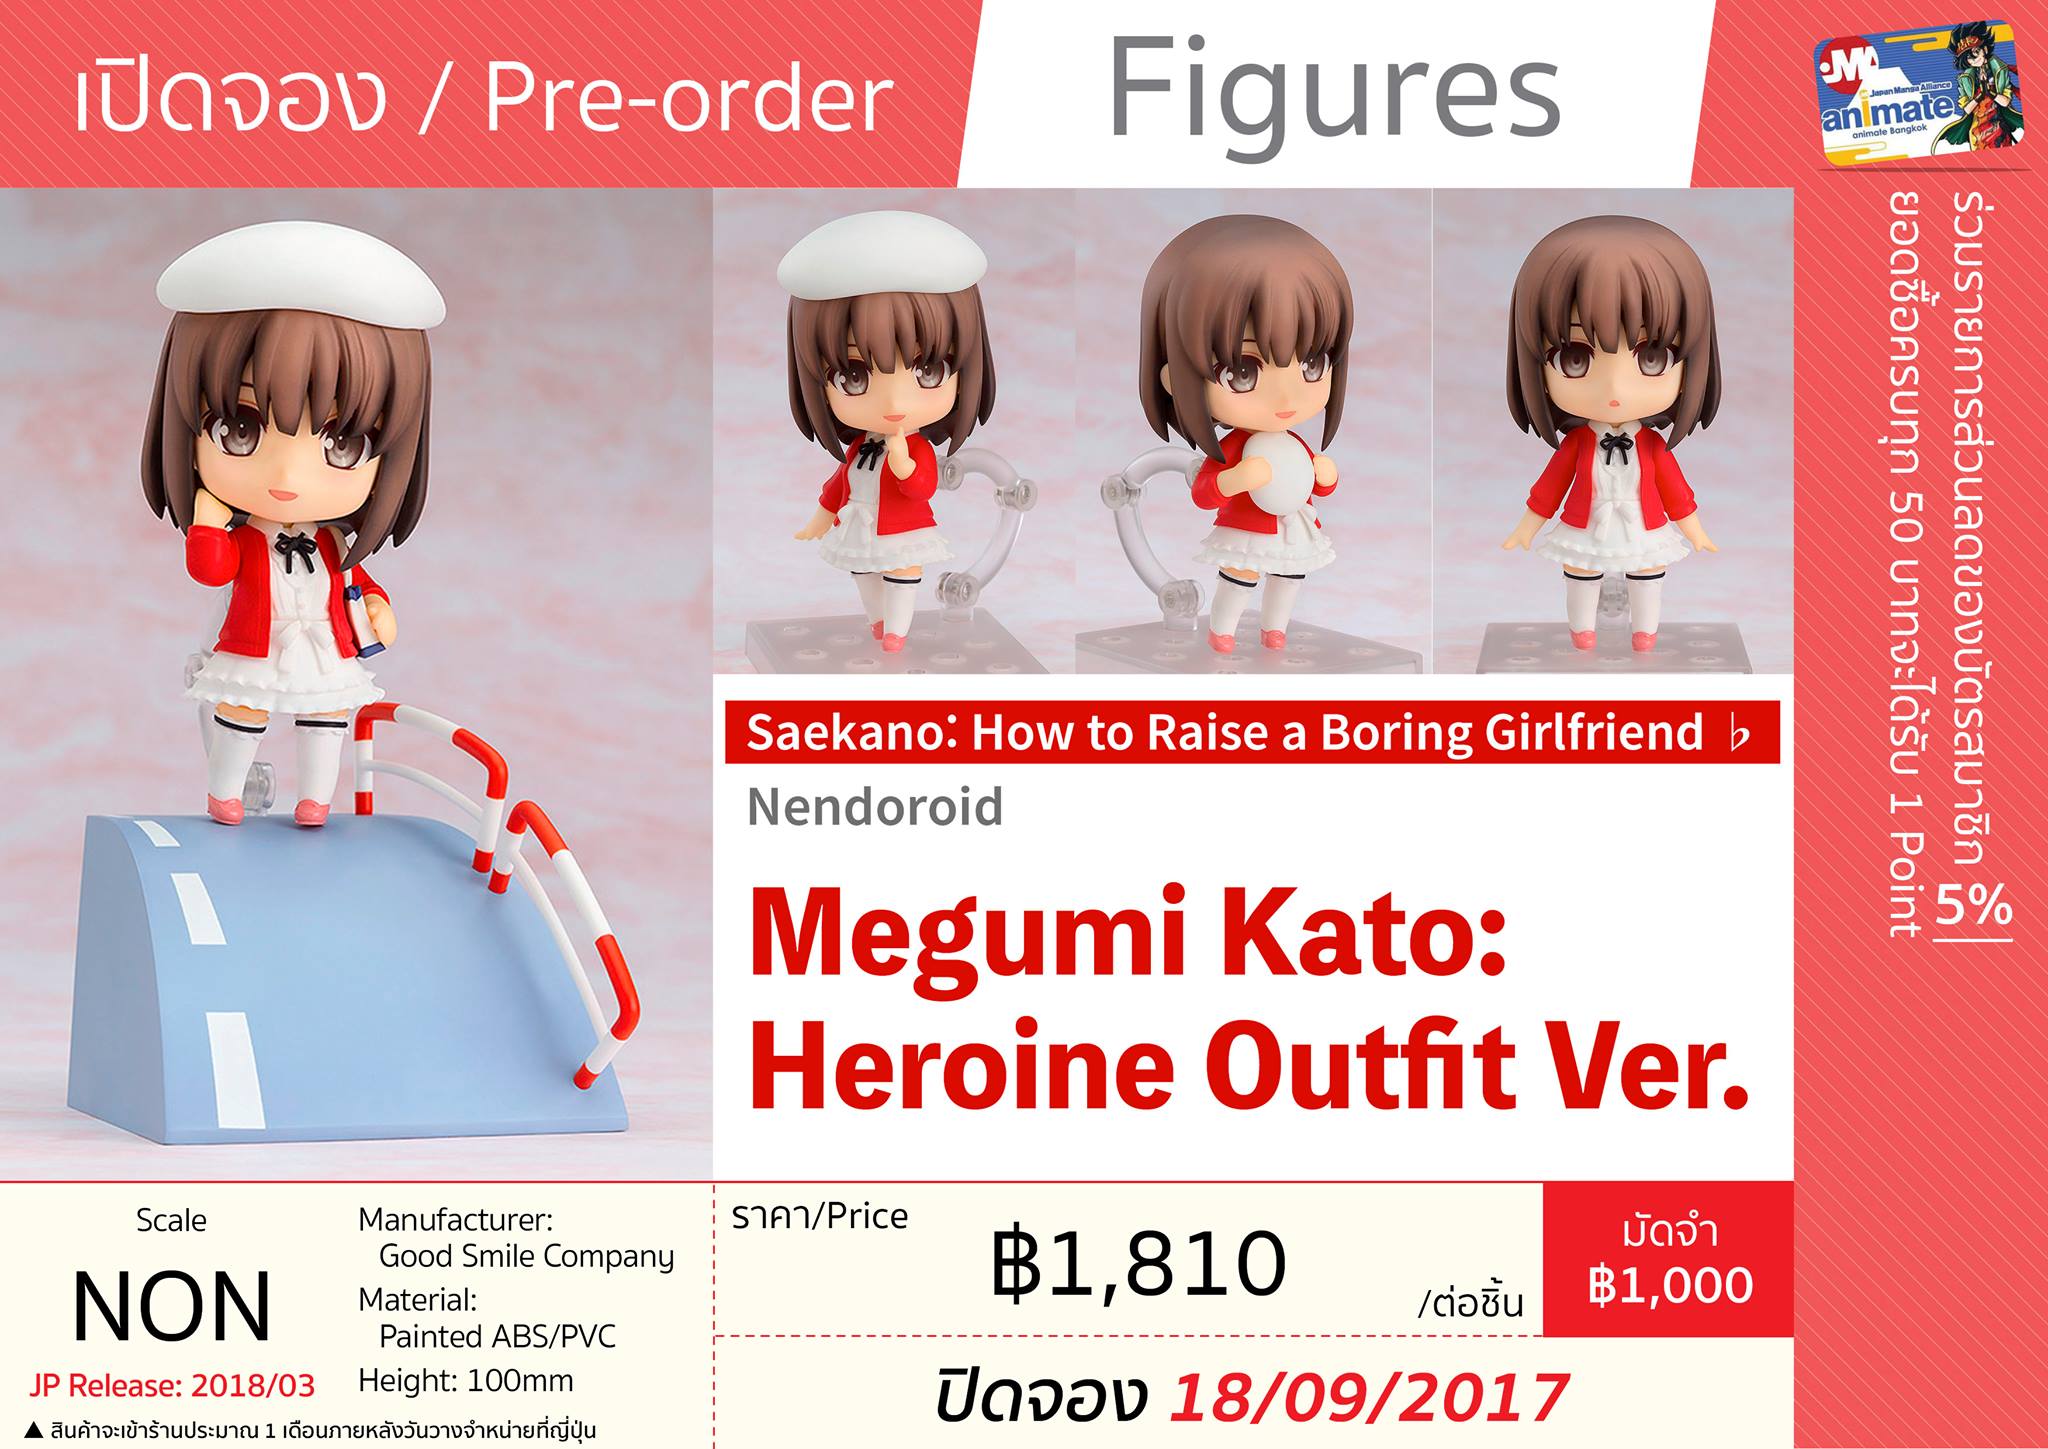 เปิดจอง / Pre-order
Figures
JMA
Japan Manga Alliance
animate
animate Bangkok
ร่วมรายการส่วนลดของบัตรสมาชิก 5%
ยอดซื้อครบทุก 50 บาทจะได้รับ 1 Point
Saekano: How to Raise a Boring Girlfriend ♭
Nendoroid
Megumi Kato:
Heroine Outfit Ver.
Scale
NON
JP Release: 2018/03
Manufacturer:
Good Smile Company
Material:
Painted ABS/PVC
Height: 100mm
▲ สินค้าจะเข้าร้านประมาณ 1 เดือนภายหลังวันวางจำหน่ายที่ญี่ปุ่น
ราคา/Price
฿1,810
/ต่อชิ้น
มัดจำ
฿1,000
ปิดจอง 18/09/2017